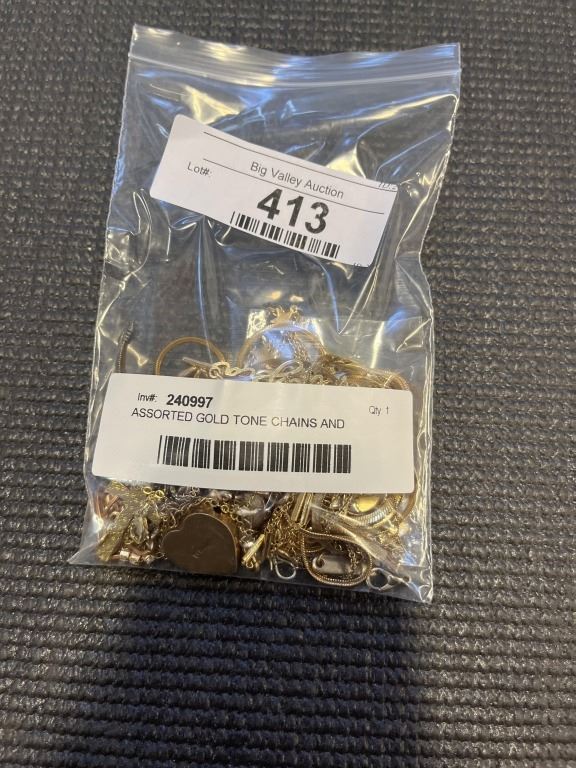 Big Valley Auction
Lot#:
413
Inv#: 240997 Qty: 1
ASSORTED GOLD TONE CHAINS AND